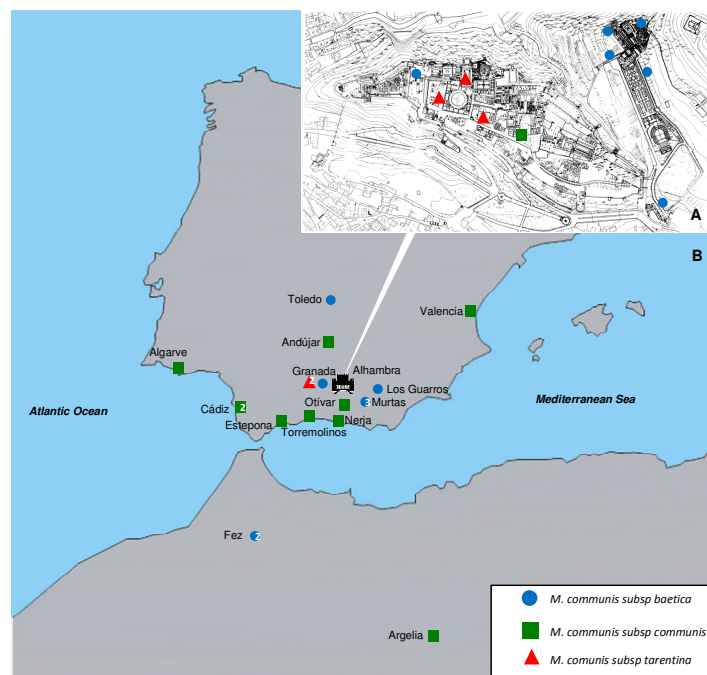 A
B
Toledo
Valencia
Andújar
Algarve
Granada
Alhambra
2
Los Guarros
Otívar
3
Murtas
Cádiz
2
Atlantic Ocean
Mediterranean Sea
Estepona
Nerja
Torremolinos
Fez
2
Argelia
M. communis subsp baetica
M. communis subsp communis
M. comunis subsp tarentina